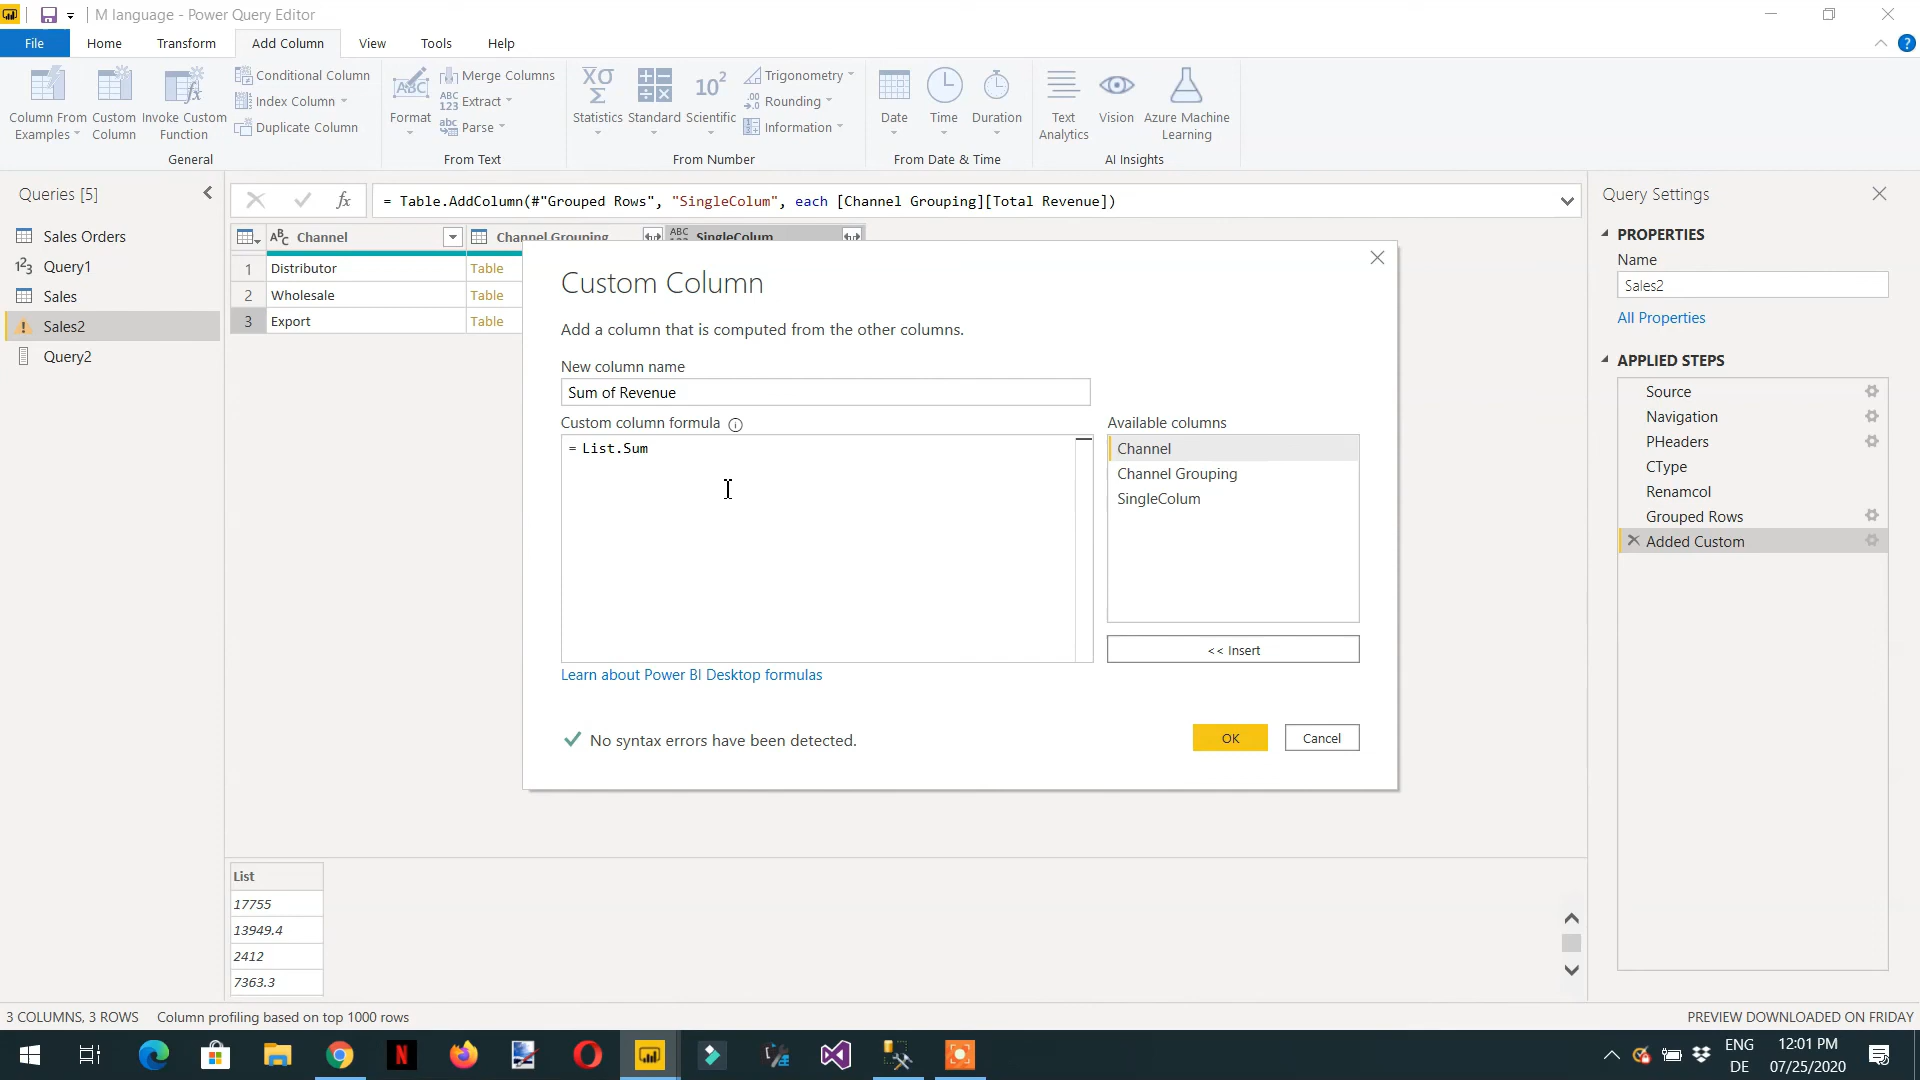 M language - Power Query Editor
File Home Transform Add Column View Tools Help
Column From Examples
Custom Column
Invoke Custom Function
Conditional Column
Index Column
Duplicate Column
General
Format
Merge Columns
Extract
Parse
From Text
Statistics
Standard
Scientific
10²
Trigonometry
Rounding
Information
From Number
Date
Time
Duration
From Date & Time
Text Analytics
Vision
Azure Machine Learning
AI Insights
Queries [5]
Sales Orders
Query1
Sales
Sales2
Query2
fx
= Table.AddColumn(#"Grouped Rows", "SingleColum", each [Channel Grouping][Total Revenue])
Channel Channel Grouping SingleColum
1 Distributor Table
2 Wholesale Table
3 Export Table
Custom Column
Add a column that is computed from the other columns.
New column name
Sum of Revenue
Custom column formula
= List.Sum
Available columns
Channel
Channel Grouping
SingleColum
<< Insert
Learn about Power BI Desktop formulas
No syntax errors have been detected.
OK
Cancel
Query Settings
PROPERTIES
Name
Sales2
All Properties
APPLIED STEPS
Source
Navigation
PHeaders
CType
Renamcol
Grouped Rows
Added Custom
List
17755
13949.4
2412
7363.3
3 COLUMNS, 3 ROWS Column profiling based on top 1000 rows
PREVIEW DOWNLOADED ON FRIDAY
ENG
DE
12:01 PM
07/25/2020